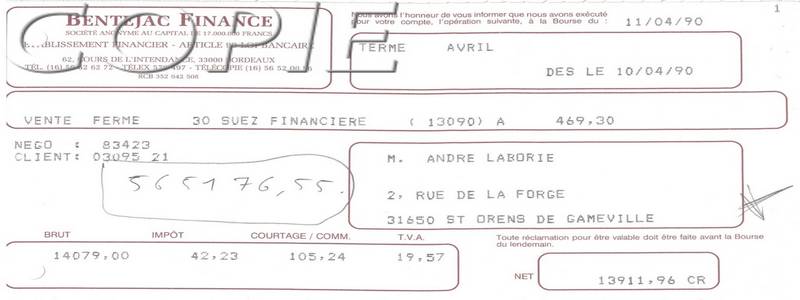 BENTEJAC FINANCE
SOCIÉTÉ ANONYME AU CAPITAL DE 17.000.000 FRANCS
BLISSEMENT FINANCIER - ARTICLE LOI BANCAIRE
62, COURS DE L'INTENDANCE, 33000 BORDEAUX
RCB 352 042 508
COPIE
1
Nous avons l'honneur de vous informer que nous avons exécuté
pour votre compte, l'opération suivante, à la Bourse du : 11/04/90
TERME AVRIL
DES LE 10/04/90
VENTE FERME 30 SUEZ FINANCIERE (13090) A 469,30
NEGO : 83423
CLIENT: 03095 21
565176,55.
M. ANDRE LABORIE
2, RUE DE LA FORGE
31650 ST ORENS DE GAMEVILLE
BRUT IMPÔT COURTAGE / COMM. T.V.A.
14079,00 42,23 105,24 19,57
Toute réclamation pour être valable doit être faite avant la Bourse
du lendemain.
NET 13911,96 CR